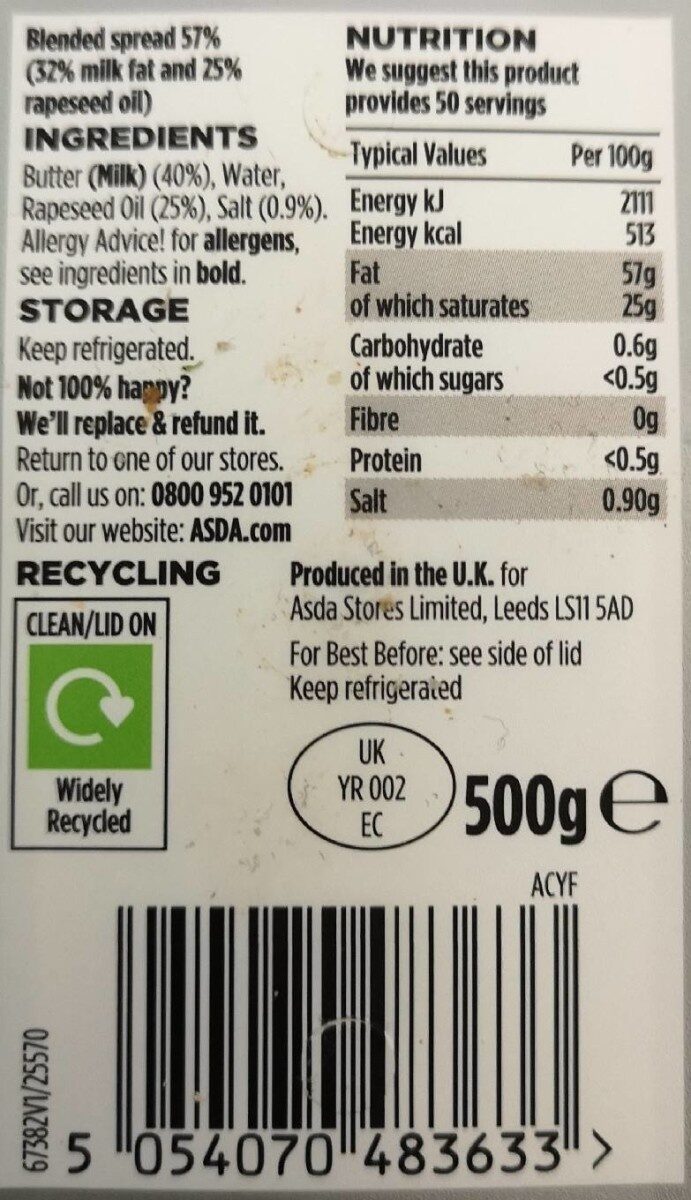 Blended spread 57%
(32% milk fat and 25%
rapeseed oil)
INGREDIENTS
Butter (Milk) (40%), Water,
Rapeseed Oil (25%), Salt (0.9%).
Allergy Advice! for allergens,
see ingredients in bold.
STORAGE
Keep refrigerated.
Not 100% happy?
We'll replace & refund it.
Return to one of our stores.
Or, call us on: 0800 952 0101
Visit our website: ASDA.com
RECYCLING
CLEAN/LID ON
Widely
Recycled
NUTRITION
We suggest this product
provides 50 servings
Typical Values Per 100g
Energy kJ 2111
Energy kcal 513
Fat 57g
of which saturates 25g
Carbohydrate 0.6g
of which sugars <0.5g
Fibre 0g
Protein <0.5g
Salt 0.90g
Produced in the U.K. for
Asda Stores Limited, Leeds LS11 5AD
For Best Before: see side of lid
Keep refrigerated
UK
YR 002
EC
500g e
ACYF
67382V1/25570
5 054070 483633 >